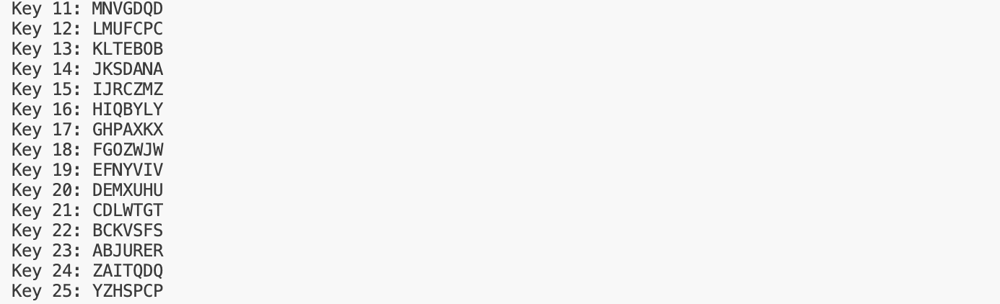 Key 11: MNVGDQD
Key 12: LMUFCPC
Key 13: KLTEBOB
Key 14: JKSDANA
Key 15: IJRCZMZ
Key 16: HIQBYLY
Key 17: GHPAXKX
Key 18: FGOZWJW
Key 19: EFNYVIV
Key 20: DEMXUHU
Key 21: CDLWTGT
Key 22: BCKVSFS
Key 23: ABJURER
Key 24: ZAITQDQ
Key 25: YZHSPCP